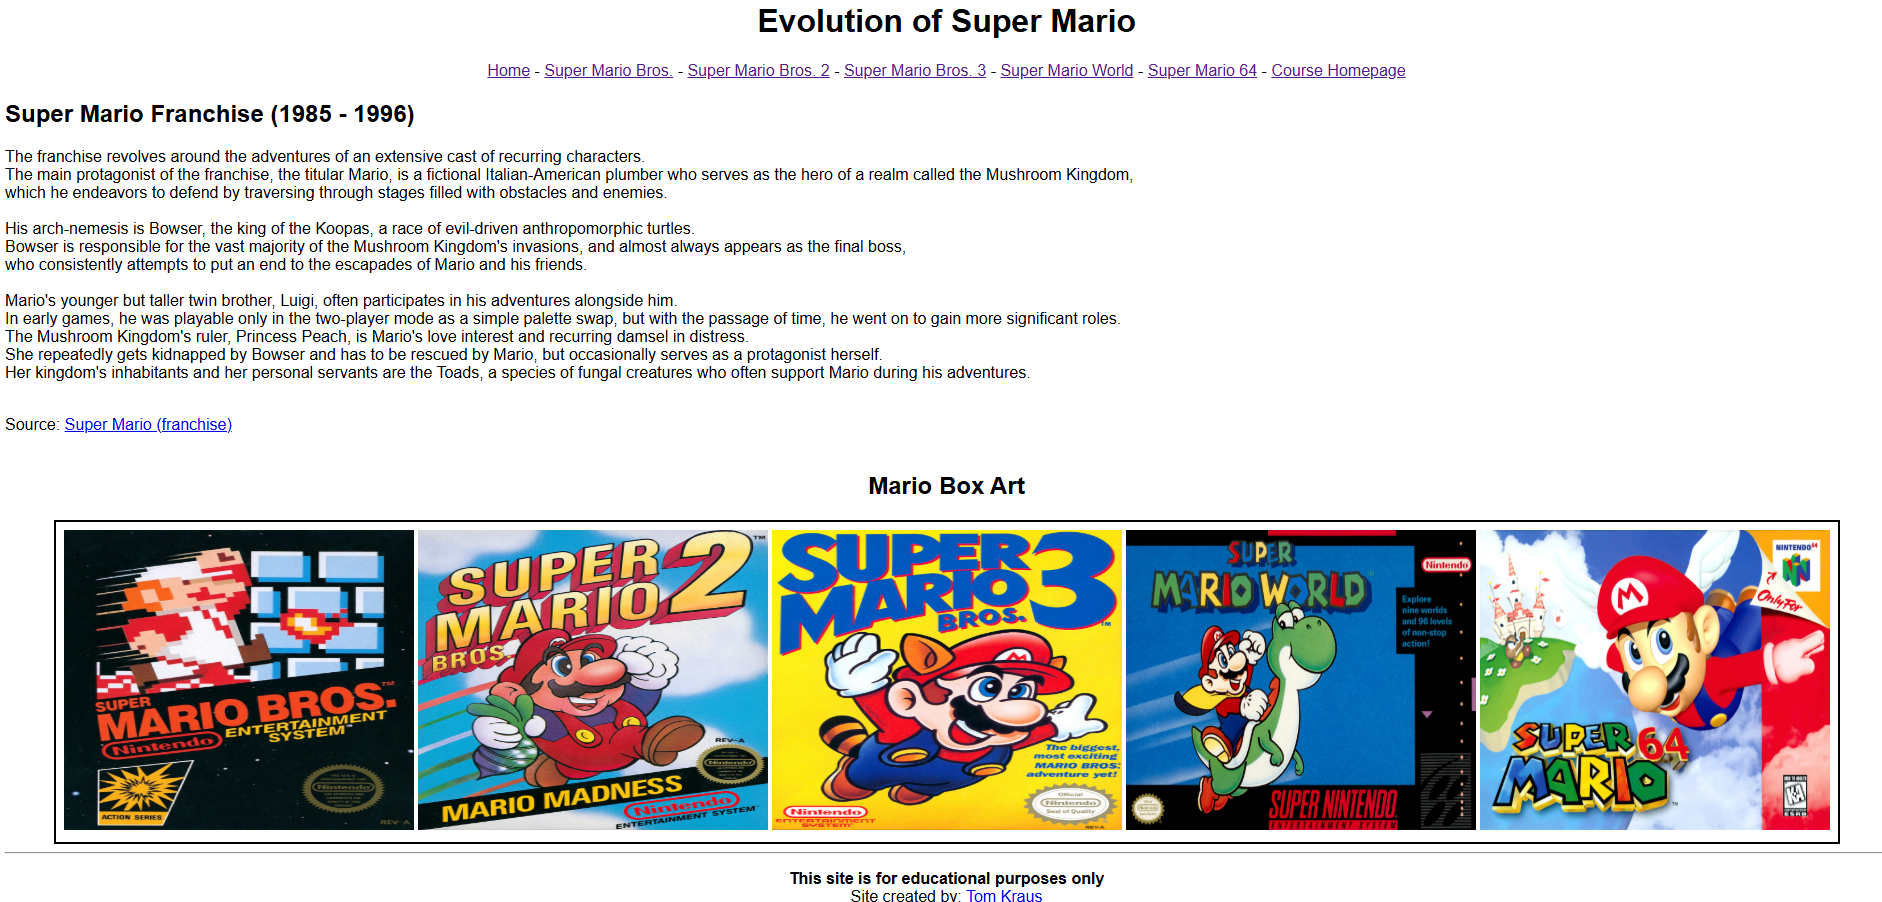 Evolution of Super Mario
Home - Super Mario Bros. - Super Mario Bros. 2 - Super Mario Bros. 3 - Super Mario World - Super Mario 64 - Course Homepage
Super Mario Franchise (1985 - 1996)
The franchise revolves around the adventures of an extensive cast of recurring characters.
The main protagonist of the franchise, the titular Mario, is a fictional Italian-American plumber who serves as the hero of a realm called the Mushroom Kingdom,
which he endeavors to defend by traversing through stages filled with obstacles and enemies.
His arch-nemesis is Bowser, the king of the Koopas, a race of evil-driven anthropomorphic turtles.
Bowser is responsible for the vast majority of the Mushroom Kingdom's invasions, and almost always appears as the final boss,
who consistently attempts to put an end to the escapades of Mario and his friends.
Mario's younger but taller twin brother, Luigi, often participates in his adventures alongside him.
In early games, he was playable only in the two-player mode as a simple palette swap, but with the passage of time, he went on to gain more significant roles.
The Mushroom Kingdom's ruler, Princess Peach, is Mario's love interest and recurring damsel in distress.
She repeatedly gets kidnapped by Bowser and has to be rescued by Mario, but occasionally serves as a protagonist herself.
Her kingdom's inhabitants and her personal servants are the Toads, a species of fungal creatures who often support Mario during his adventures.
Source: Super Mario (franchise)
Mario Box Art
SUPER
MARIO BROS.™
Nintendo
ENTERTAINMENT
SYSTEM™
ACTION SERIES
Nintendo
REV-A
SUPER
MARIO
BROS. 2™
REV-A
Nintendo
MARIO MADNESS
Nintendo
ENTERTAINMENT SYSTEM™
SUPER
MARIO
BROS. 3™
The biggest,
most exciting
MARIO BROS.
adventure yet!
Nintendo
ENTERTAINMENT
SYSTEM
Official
Nintendo
Seal of Quality
REV-A
SUPER
MARIO WORLD
Nintendo
Explore
nine worlds
and 96 levels
of non-stop
action!
SUPER NINTENDO
ENTERTAINMENT SYSTEM
NINTENDO 64
Only For
M
SUPER
MARIO 64™
KA
ESRB
This site is for educational purposes only
Site created by: Tom Kraus